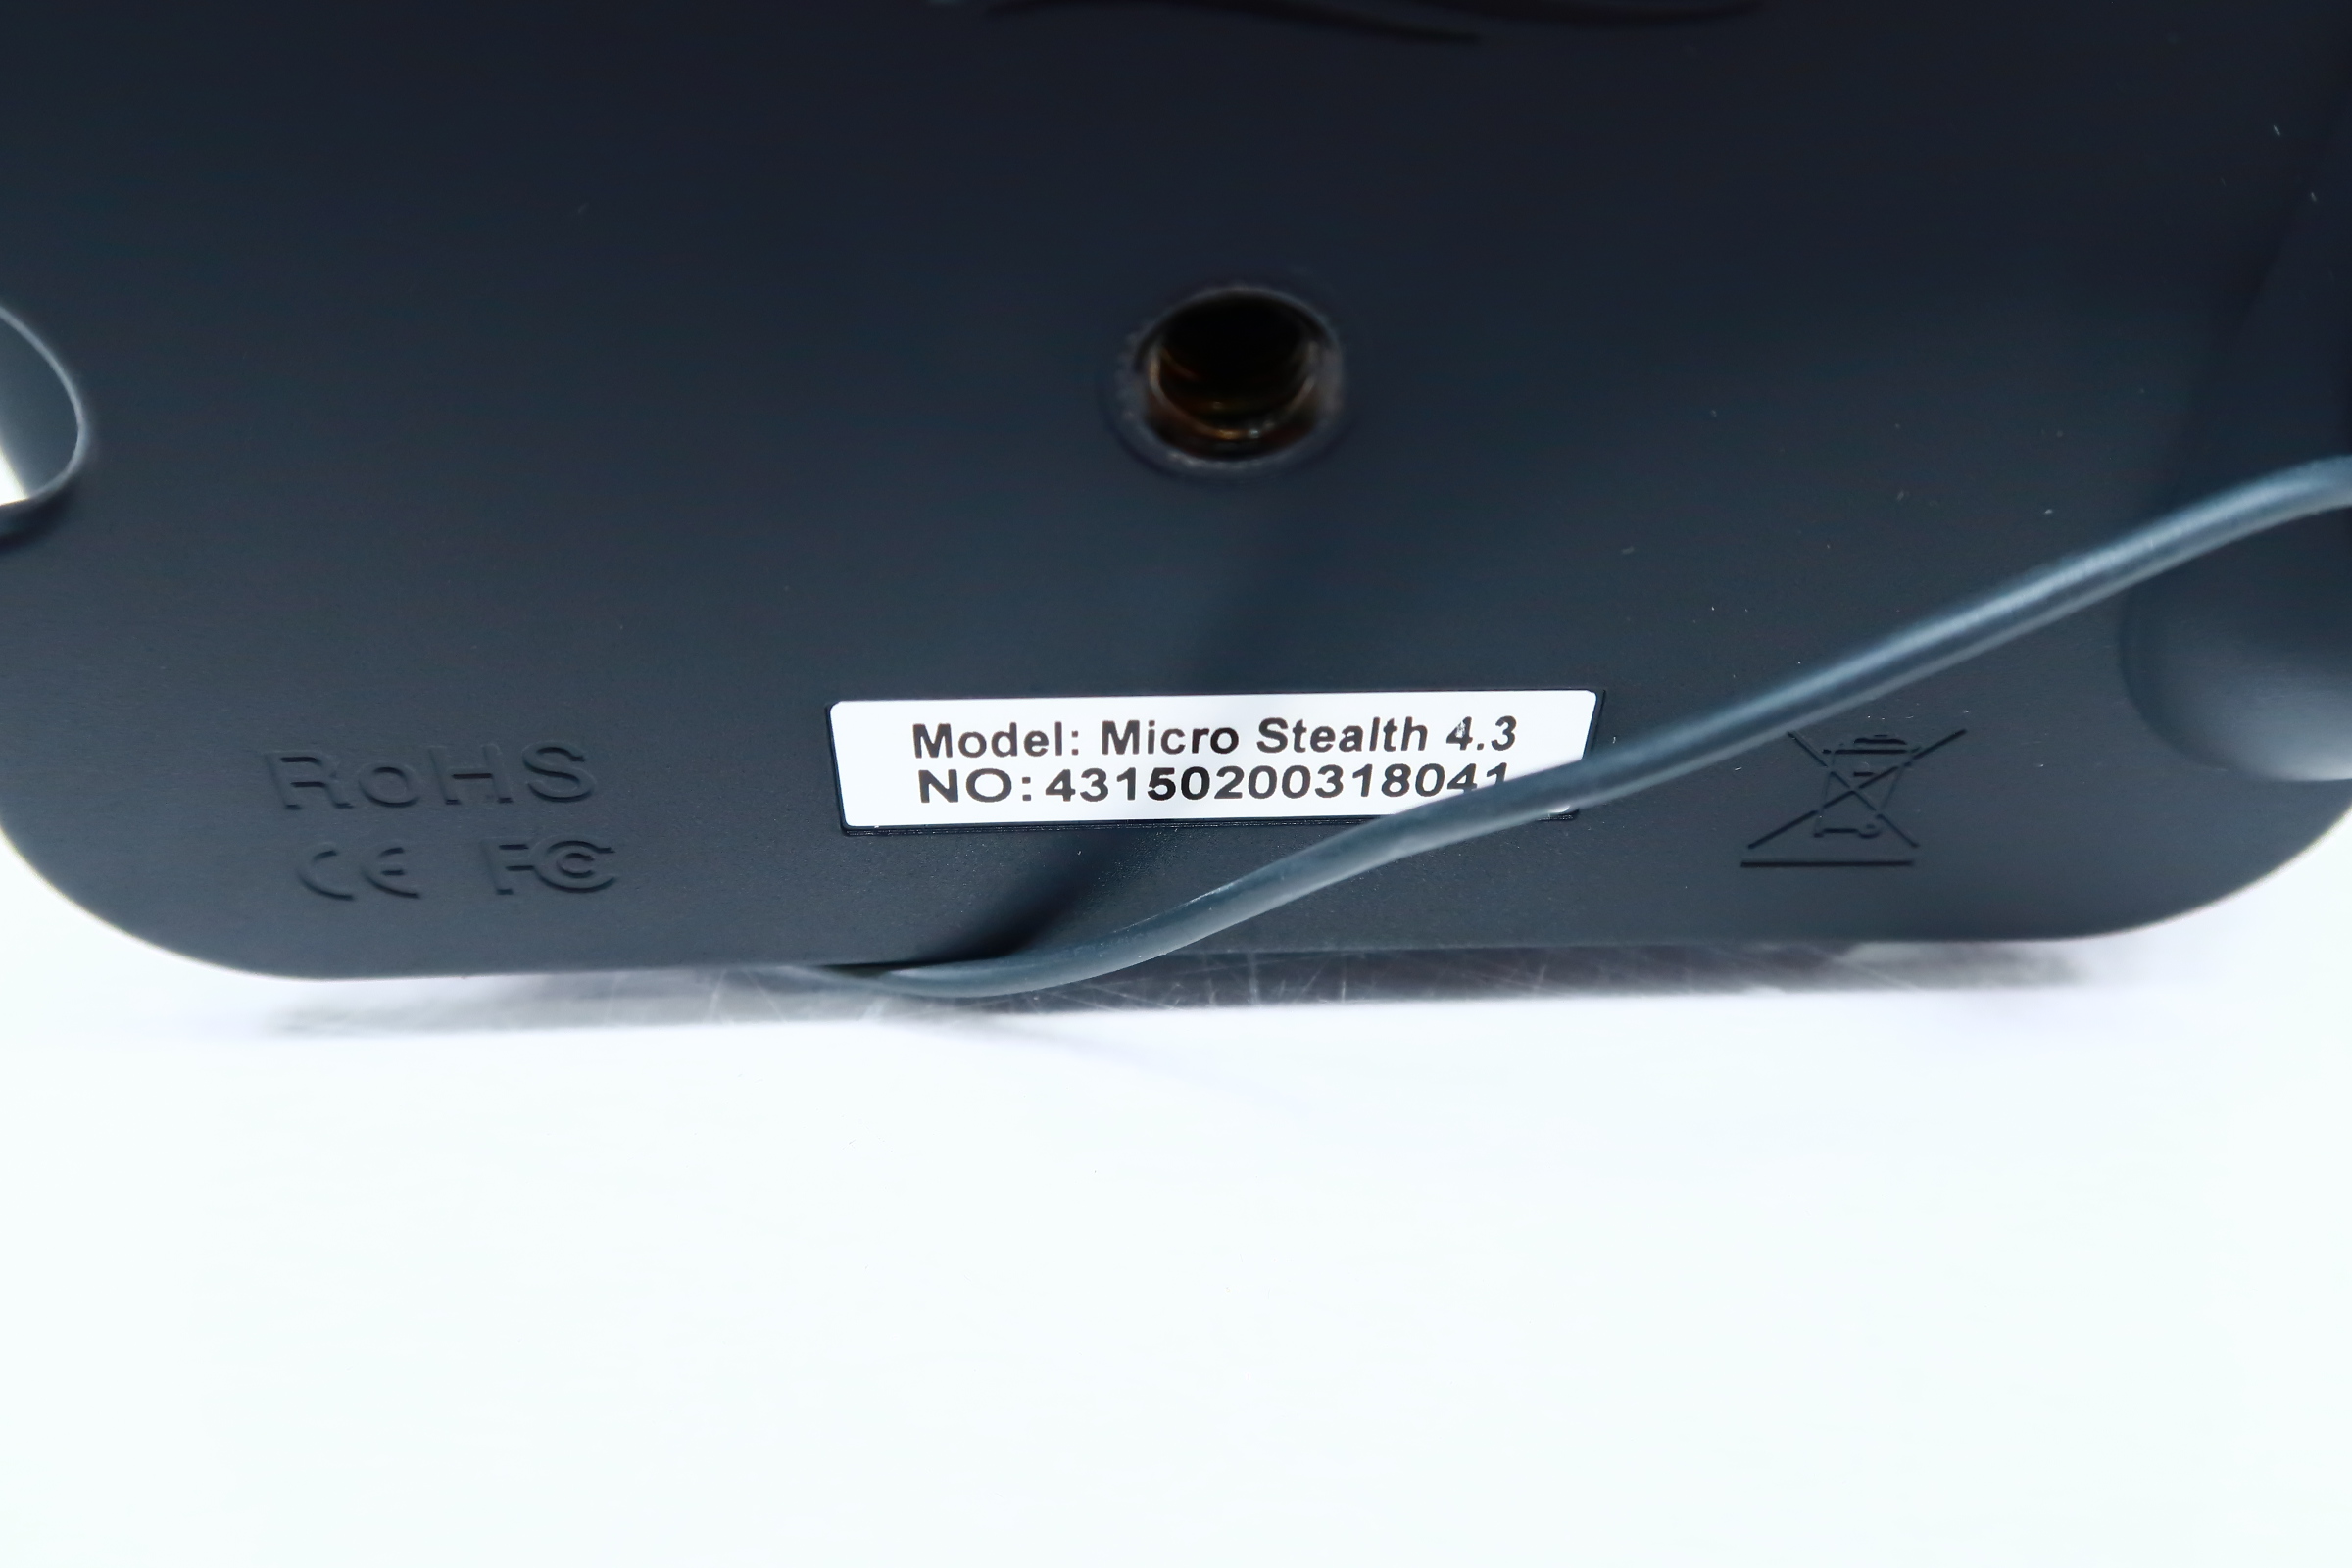 Model: Micro Stealth 4.3
NO: 43150200318041
RoHS
CE FC